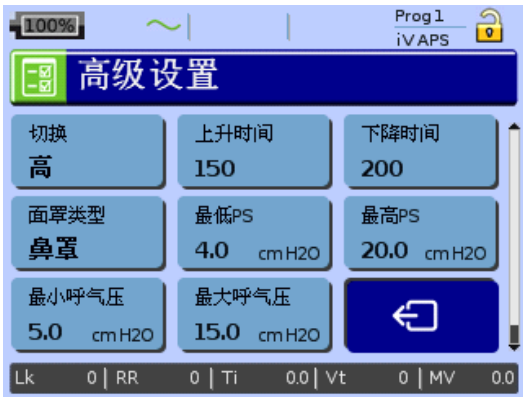 100%
Prog 1
iVAPS
高级设置
切换
高
上升时间
150
下降时间
200
面罩类型
鼻罩
最低PS
4.0 cmH2O
最高PS
20.0 cmH2O
最小呼气压
5.0 cmH2O
最大呼气压
15.0 cmH2O
Lk 0 | RR 0 | Ti 0.0 | Vt 0 | MV 0.0